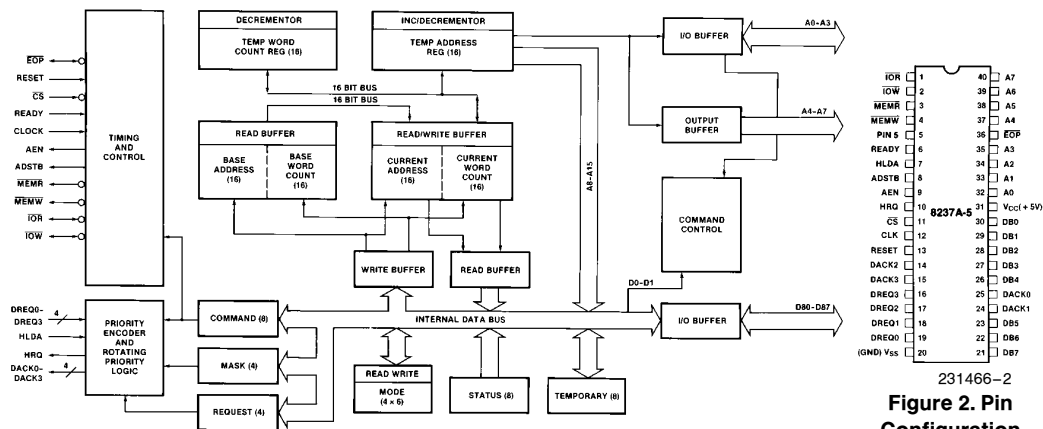 DECREMENTOR
TEMP WORD
COUNT REG (16)
INC/DECREMENTOR
TEMP ADDRESS
REG (16)
I/O BUFFER
A0-A3
16 BIT BUS
16 BIT BUS
OUTPUT
BUFFER
A4-A7
READ BUFFER
BASE
ADDRESS
(16)
BASE
WORD
COUNT
(16)
READ/WRITE BUFFER
CURRENT
ADDRESS
(16)
CURRENT
WORD
COUNT
(16)
A8-A15
COMMAND
CONTROL
WRITE BUFFER
READ BUFFER
D0-D1
INTERNAL DATA BUS
I/O BUFFER
D80-D87
EOP
RESET
CS
READY
CLOCK
AEN
ADSTB
MEMR
MEMW
IOR
IOW
TIMING
AND
CONTROL
DREQ0-
DREQ3
4
HLDA
HRQ
DACK0-
DACK3
4
PRIORITY
ENCODER
AND
ROTATING
PRIORITY
LOGIC
COMMAND (8)
MASK (4)
REQUEST (4)
READ WRITE
MODE
(4 × 6)
STATUS (8)
TEMPORARY (8)
IOR 1 40 A7
IOW 2 39 A6
MEMR 3 38 A5
MEMW 4 37 A4
PIN 5 5 36 EOP
READY 6 35 A3
HLDA 7 34 A2
ADSTB 8 33 A1
AEN 9 32 A0
HRQ 10 31 VCC(+5V)
8237A-5
CS 11 30 DB0
CLK 12 29 DB1
RESET 13 28 DB2
DACK2 14 27 DB3
DACK3 15 26 DB4
DREQ3 16 25 DACK0
DREQ2 17 24 DACK1
DREQ1 18 23 DB5
DREQ0 19 22 DB6
(GND) VSS 20 21 DB7
231466-2
Figure 2. Pin
Configuration